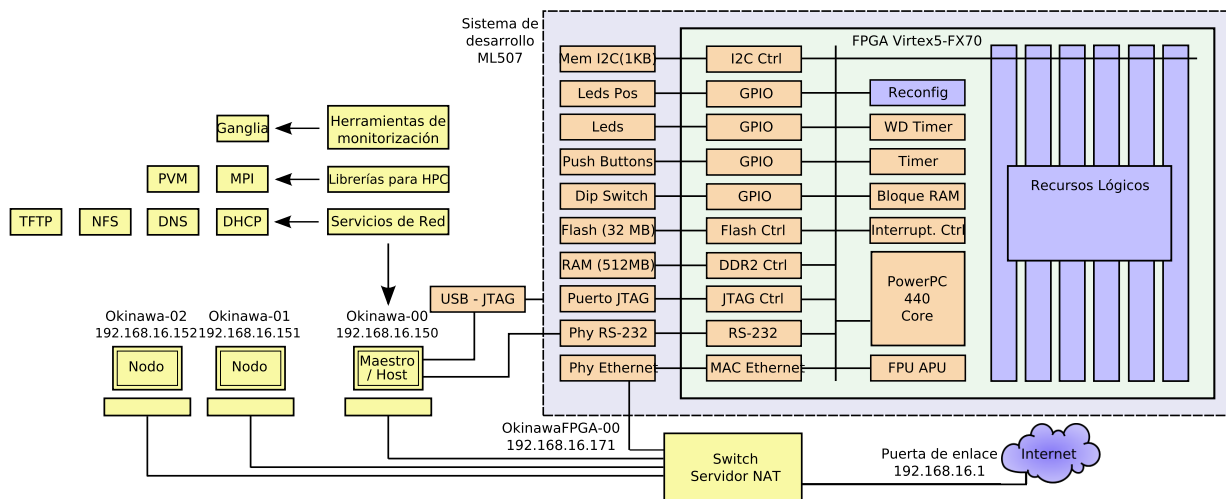 Sistema de
desarrollo
ML507
FPGA Virtex5-FX70
Mem I2C(1KB)
I2C Ctrl
Leds Pos
GPIO
Reconfig
Leds
GPIO
WD Timer
Push Buttons
GPIO
Timer
Dip Switch
GPIO
Bloque RAM
Flash (32 MB)
Flash Ctrl
Interrupt. Ctrl
RAM (512MB)
DDR2 Ctrl
PowerPC
440
Core
Puerto JTAG
JTAG Ctrl
Phy RS-232
RS-232
Phy Ethernet
MAC Ethernet
FPU APU
Recursos Lógicos
Ganglia
Herramientas de
monitorización
PVM
MPI
Librerías para HPC
TFTP
NFS
DNS
DHCP
Servicios de Red
USB - JTAG
Okinawa-02
192.168.16.152
Okinawa-01
192.168.16.151
Okinawa-00
192.168.16.150
Nodo
Nodo
Maestro
/ Host
OkinawaFPGA-00
192.168.16.171
Switch
Servidor NAT
Puerta de enlace
192.168.16.1
Internet